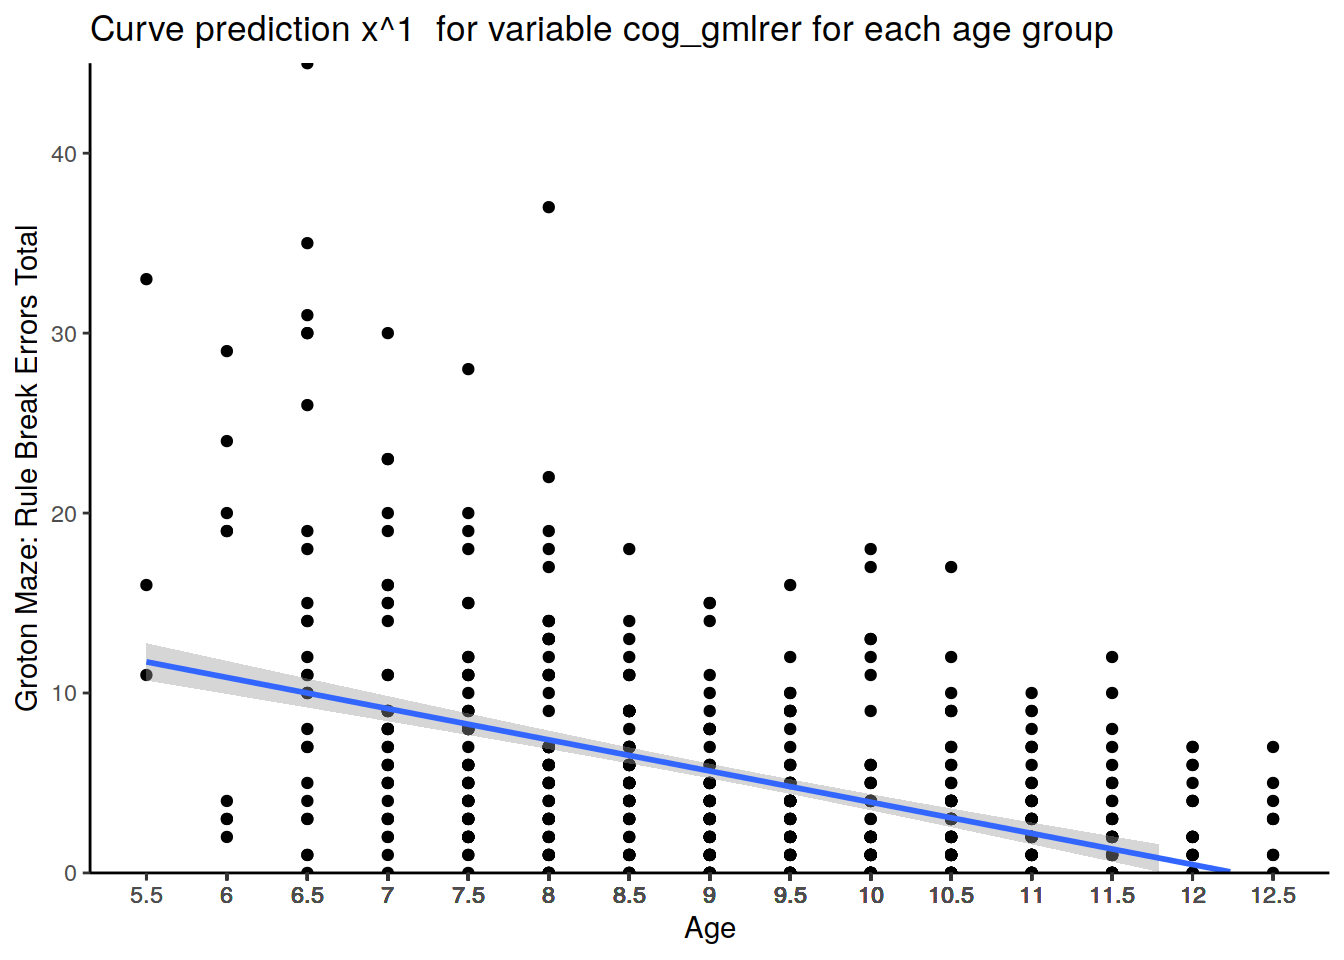 Curve prediction x^1  for variable cog_gmlrer for each age group
Groton Maze: Rule Break Errors Total
40
30
20
10
0
5.5 6 6.5 7 7.5 8 8.5 9 9.5 10 10.5 11 11.5 12 12.5
Age